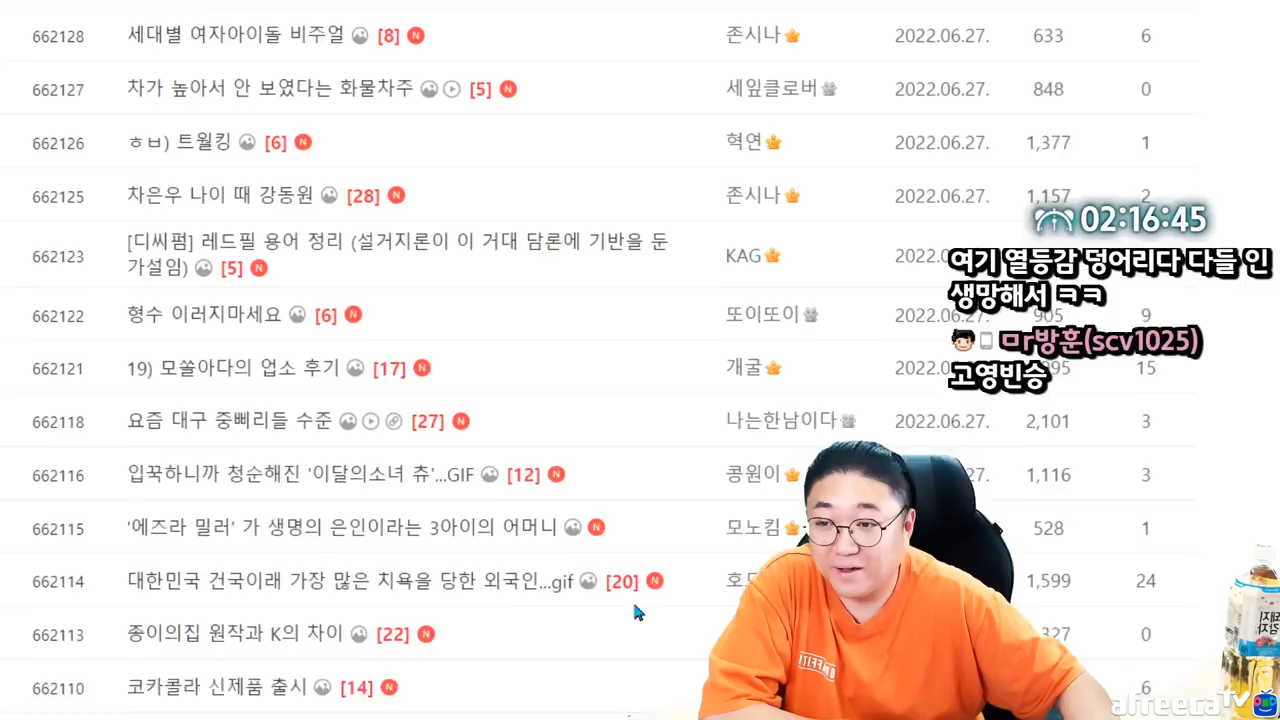 662128 세대별 여자아이돌 비주얼 [8] N 존시나 2022.06.27. 633 6
662127 차가 높아서 안 보였다는 화물차주 [5] N 세잎클로버 2022.06.27. 848 0
662126 ㅎㅂ) 트월킹 [6] N 혁연 2022.06.27. 1,377 1
662125 차은우 나이 때 강동원 [28] N 존시나 2022.06.27. 1,157 2
02:16:45
662123 [디씨펌] 레드필 용어 정리 (설거지론이 이 거대 담론에 기반을 둔
가설임) [5] N KAG 2022.06.
여기 열등감 덩어리다 다들 인
생망해서 ㅋㅋ
662122 형수 이러지마세요 [6] N 또이또이 2022.06.27. 905 9
ㅁr방훈(scv1025)
662121 19) 모쏠아다의 업소 후기 [17] N 개굴 2022.0 95 15
고영빈승
662118 요즘 대구 중삐리들 수준 [27] N 나는한남이다 2022.06.27. 2,101 3
662116 입꾹하니까 청순해진 '이달의소녀 츄'...GIF [12] N 콩원이 27. 1,116 3
662115 '에즈라 밀러' 가 생명의 은인이라는 3아이의 어머니 N 모노킴 528 1
662114 대한민국 건국이래 가장 많은 치욕을 당한 외국인...gif [20] N 1,599 24
662113 종이의집 원작과 K의 차이 [22] N 327 0
662110 코카콜라 신제품 출시 [14] N 6
afreecaTV